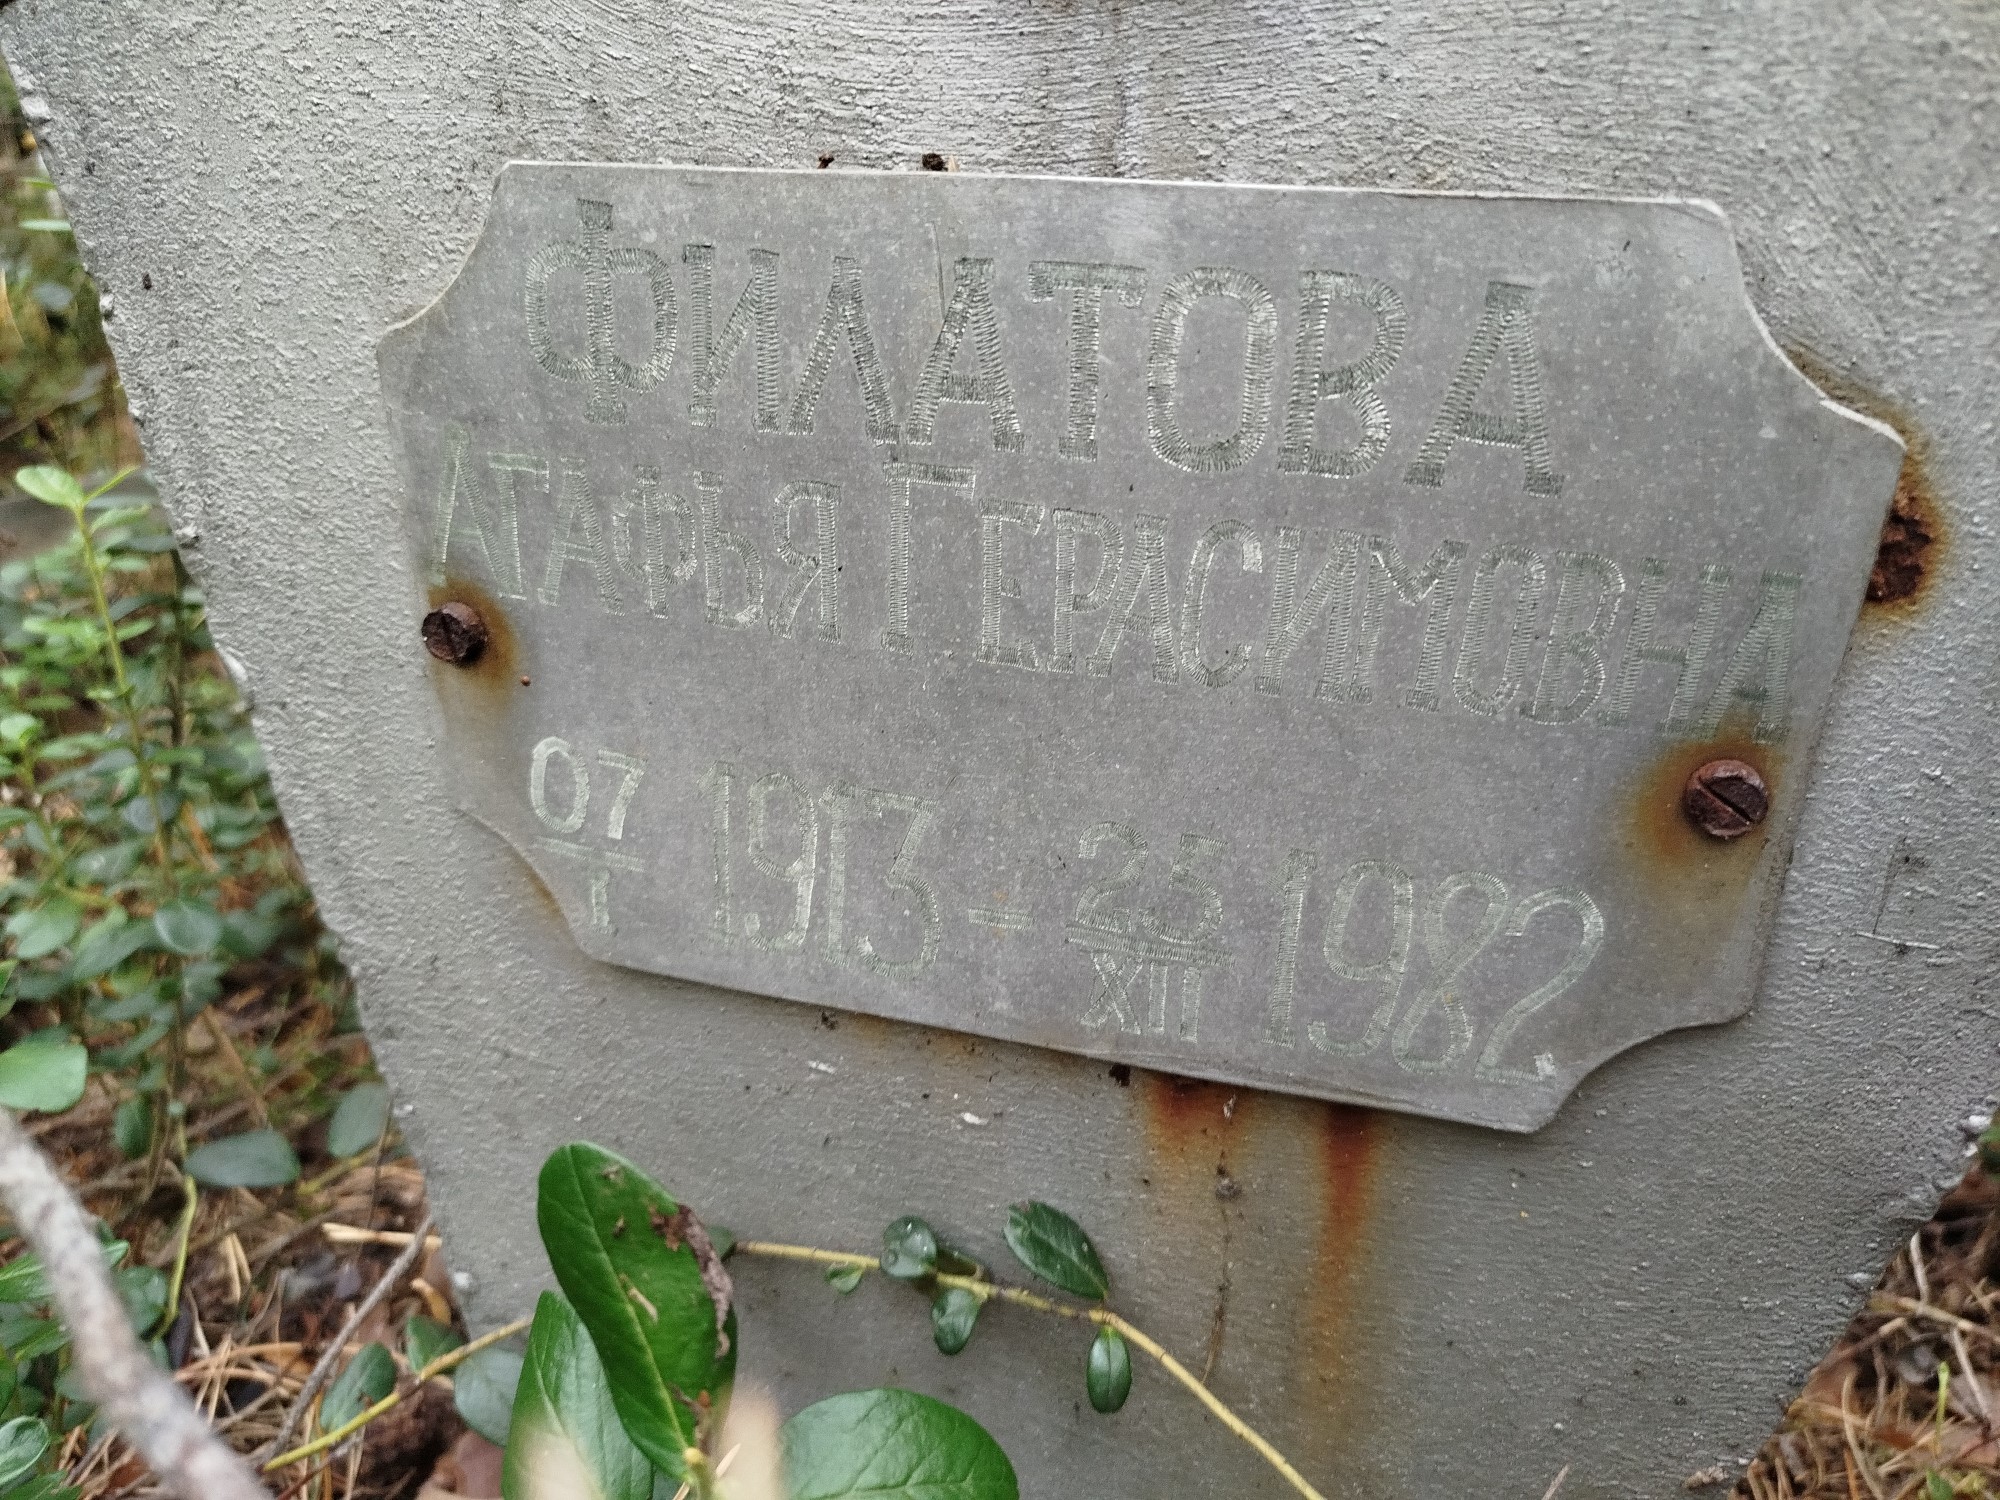 ФИЛАТОВА
АГАФЬЯ ГЕРАСИМОВНА
07/I 1913 – 25/XII 1982